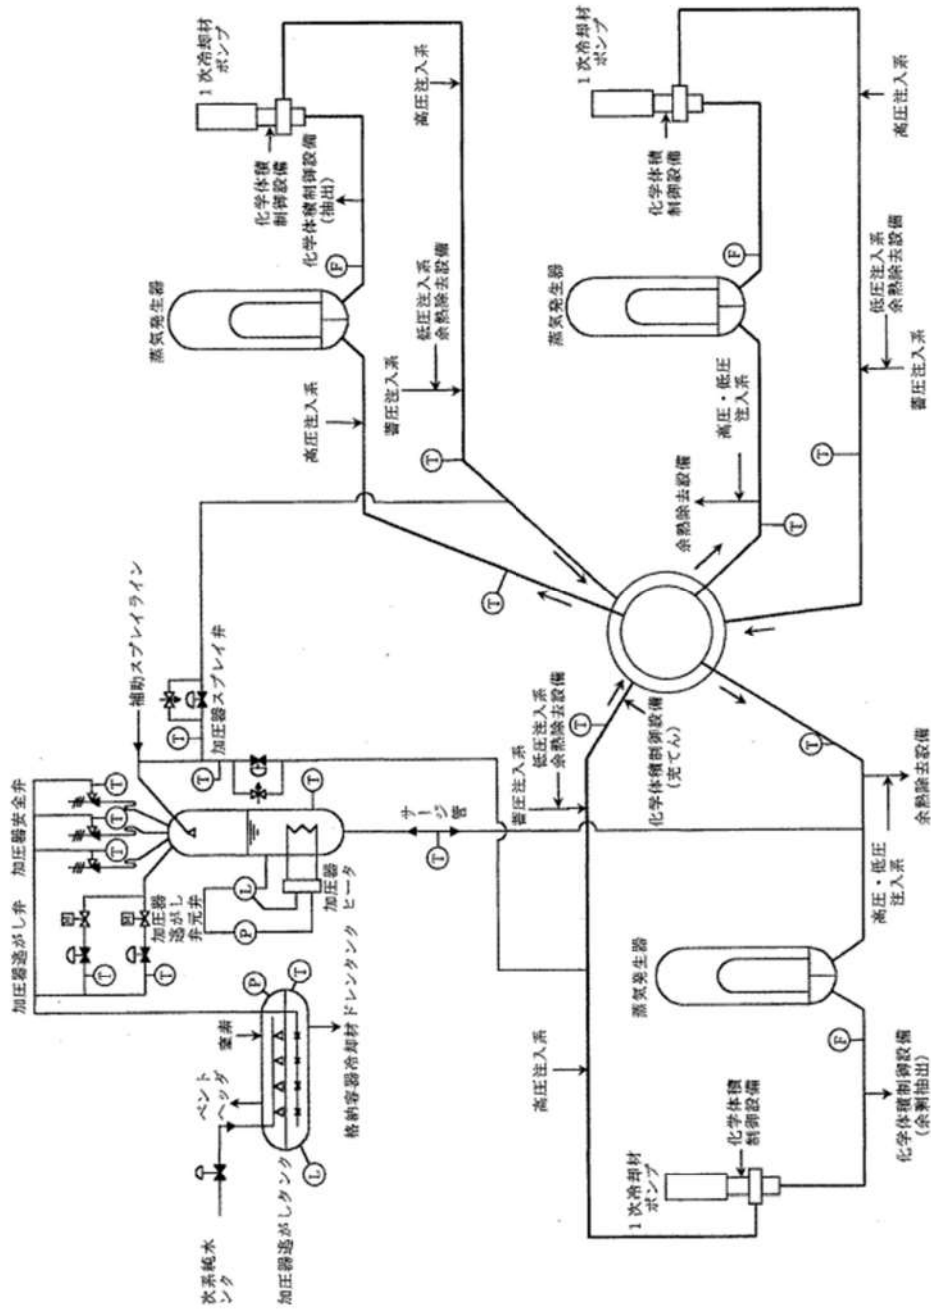 次系純水
ンク
ベント
ヘッダ
窒素
加圧器逃がしタンク
L
P
T
格納容器冷却材ドレンタンク
加圧器逃がし弁
T
T
加圧器
逃がし
弁元弁
加圧器安全弁
T
T
T
P
L
加圧器
ヒータ
補助スプレイライン
T
T
加圧器スプレイ弁
T
サージ
管
T
高圧注入系
1次冷却材
ポンプ
化学体積
制御設備
蒸気発生器
F
化学体積制御設備
(余剰抽出)
高圧・低圧
注入系
余熱除去設備
T
蓄圧注入系
低圧注入系
余熱除去設備
T
化学体積制御設備
(充てん)
T
高圧注入系
蒸気発生器
F
化学体積制御設備
(抽出)
化学体積
制御設備
1次冷却材
ポンプ
T
蓄圧注入系
低圧注入系
余熱除去設備
高圧注入系
余熱除去設備
高圧・低圧
注入系
T
蒸気発生器
F
化学体積
制御設備
1次冷却材
ポンプ
T
蓄圧注入系
低圧注入系
余熱除去設備
高圧注入系